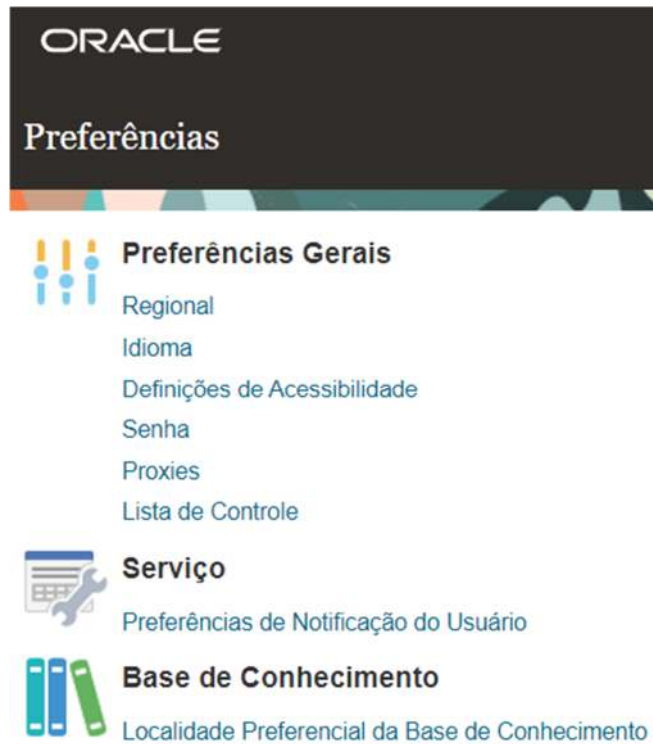 ORACLE
Preferências
Preferências Gerais
Regional
Idioma
Definições de Acessibilidade
Senha
Proxies
Lista de Controle
Serviço
Preferências de Notificação do Usuário
Base de Conhecimento
Localidade Preferencial da Base de Conhecimento